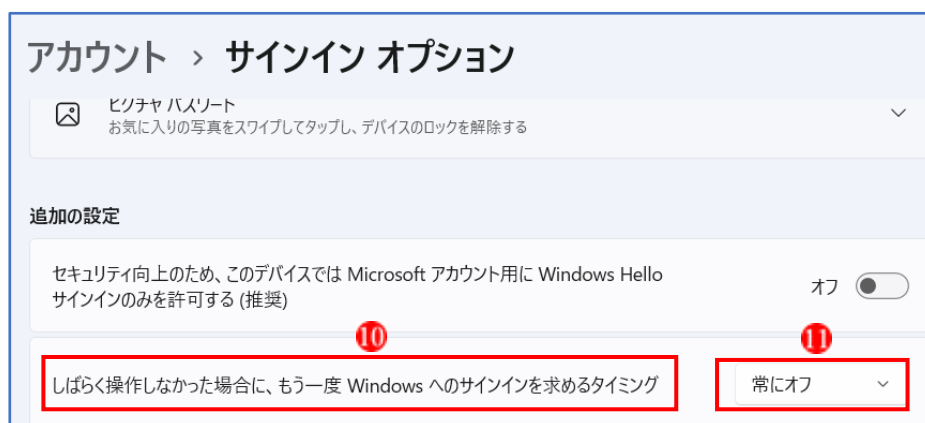 アカウント > サインイン オプション
ピクチャ パスワード
お気に入りの写真をスワイプしてタップし、デバイスのロックを解除する
追加の設定
セキュリティ向上のため、このデバイスでは Microsoft アカウント用に Windows Hello
サインインのみを許可する (推奨)
オフ
⑩
⑪
しばらく操作しなかった場合に、もう一度 Windows へのサインインを求めるタイミング
常にオフ